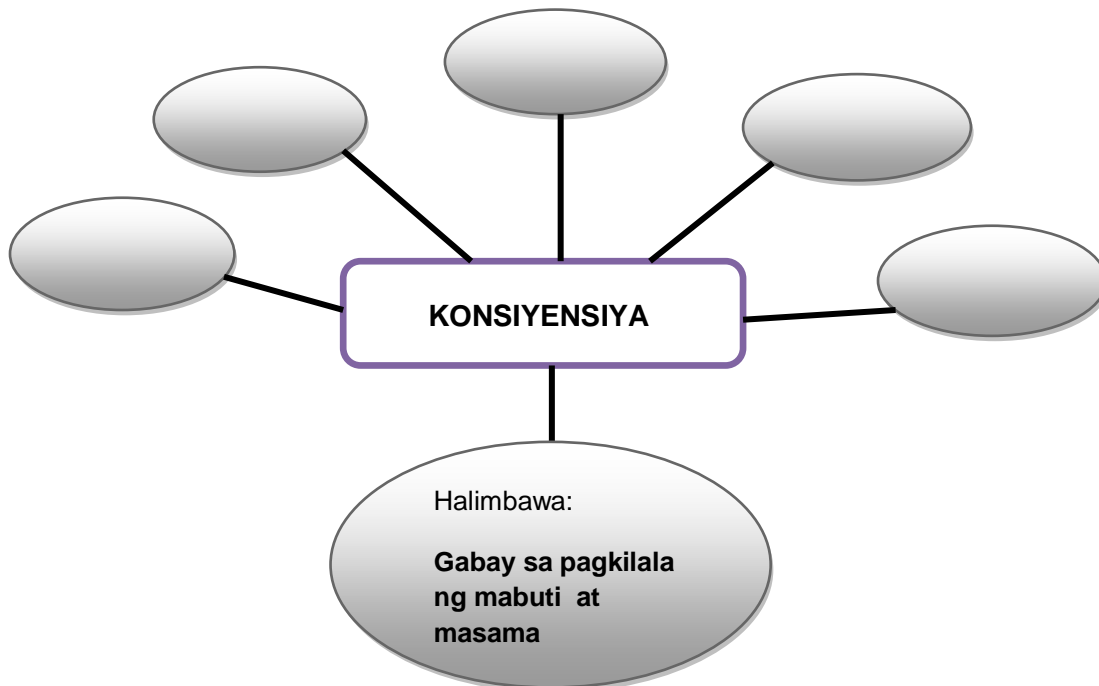 KONSIYENSIYA
Halimbawa:
Gabay sa pagkilala
ng mabuti at
masama